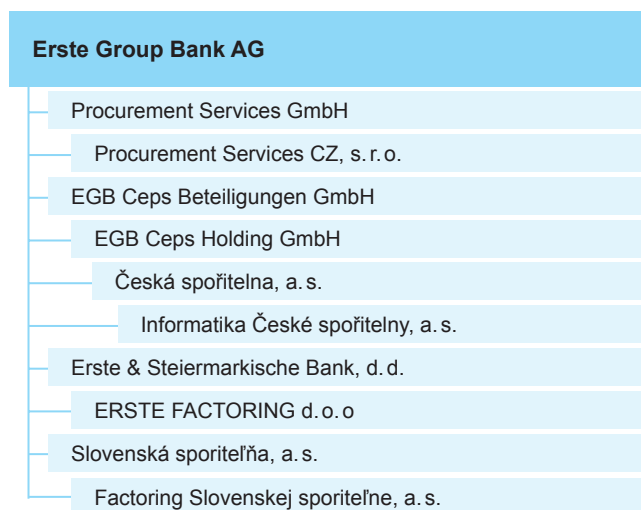 Erste Group Bank AG
Procurement Services GmbH
Procurement Services CZ, s. r. o.
EGB Ceps Beteiligungen GmbH
EGB Ceps Holding GmbH
Česká spořitelna, a. s.
Informatika České spořitelny, a. s.
Erste & Steiermarkische Bank, d. d.
ERSTE FACTORING d. o. o
Slovenská sporiteľňa, a. s.
Factoring Slovenskej sporiteľne, a. s.